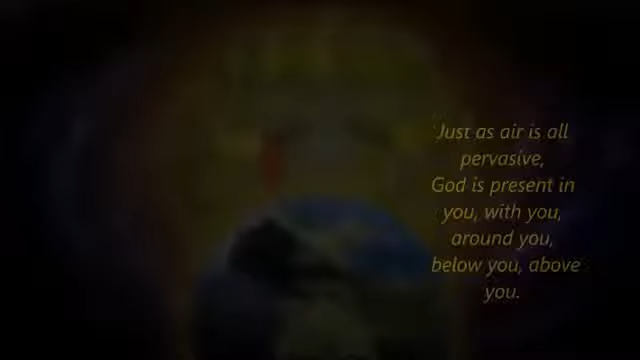 Just as air is all
pervasive,
God is present in
you, with you,
around you,
below you, above
you.